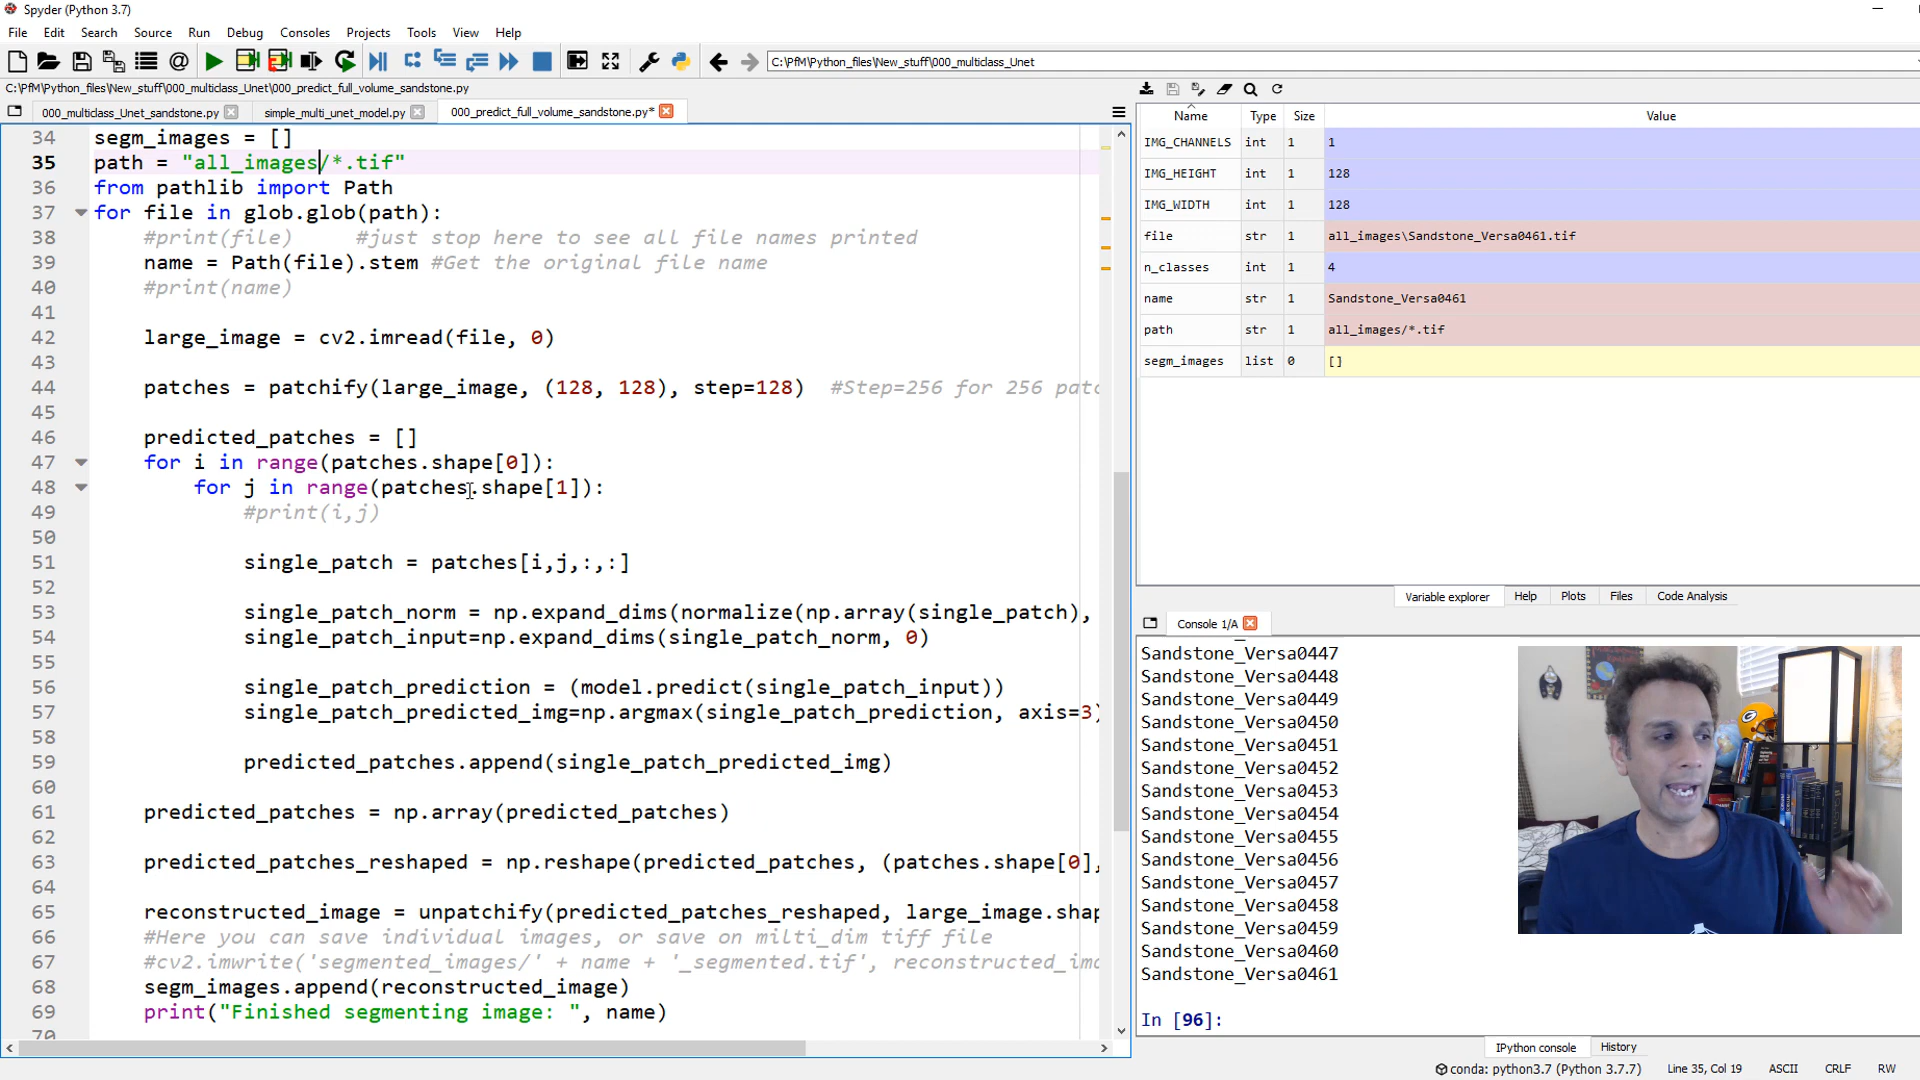 Spyder (Python 3.7)
File Edit Search Source Run Debug Consoles Projects Tools View Help
C:\PfM\Python_files\New_stuff\000_multiclass_Unet
C:\PfM\Python_files\New_stuff\000_multiclass_Unet\000_predict_full_volume_sandstone.py
000_multiclass_Unet_sandstone.py simple_multi_unet_model.py 000_predict_full_volume_sandstone.py*
34 segm_images = []
35 path = "all_images/*.tif"
36 from pathlib import Path
37 for file in glob.glob(path):
38 #print(file) #just stop here to see all file names printed
39 name = Path(file).stem #Get the original file name
40 #print(name)
41
42 large_image = cv2.imread(file, 0)
43
44 patches = patchify(large_image, (128, 128), step=128) #Step=256 for 256 patc
45
46 predicted_patches = []
47 for i in range(patches.shape[0]):
48 for j in range(patches.shape[1]):
49 #print(i,j)
50
51 single_patch = patches[i,j,:,:]
52
53 single_patch_norm = np.expand_dims(normalize(np.array(single_patch),
54 single_patch_input=np.expand_dims(single_patch_norm, 0)
55
56 single_patch_prediction = (model.predict(single_patch_input))
57 single_patch_predicted_img=np.argmax(single_patch_prediction, axis=3)
58
59 predicted_patches.append(single_patch_predicted_img)
60
61 predicted_patches = np.array(predicted_patches)
62
63 predicted_patches_reshaped = np.reshape(predicted_patches, (patches.shape[0],
64
65 reconstructed_image = unpatchify(predicted_patches_reshaped, large_image.shap
66 #Here you can save individual images, or save on milti_dim tiff file
67 #cv2.imwrite('segmented_images/' + name + '_segmented.tif', reconstructed_ima
68 segm_images.append(reconstructed_image)
69 print("Finished segmenting image: ", name)
70
Name Type Size Value
IMG_CHANNELS int 1 1
IMG_HEIGHT int 1 128
IMG_WIDTH int 1 128
file str 1 all_images\Sandstone_Versa0461.tif
n_classes int 1 4
name str 1 Sandstone_Versa0461
path str 1 all_images/*.tif
segm_images list 0 []
Variable explorer Help Plots Files Code Analysis
Console 1/A
Sandstone_Versa0447
Sandstone_Versa0448
Sandstone_Versa0449
Sandstone_Versa0450
Sandstone_Versa0451
Sandstone_Versa0452
Sandstone_Versa0453
Sandstone_Versa0454
Sandstone_Versa0455
Sandstone_Versa0456
Sandstone_Versa0457
Sandstone_Versa0458
Sandstone_Versa0459
Sandstone_Versa0460
Sandstone_Versa0461
In [96]:
IPython console History
conda: python3.7 (Python 3.7.7) Line 35, Col 19 ASCII CRLF RW